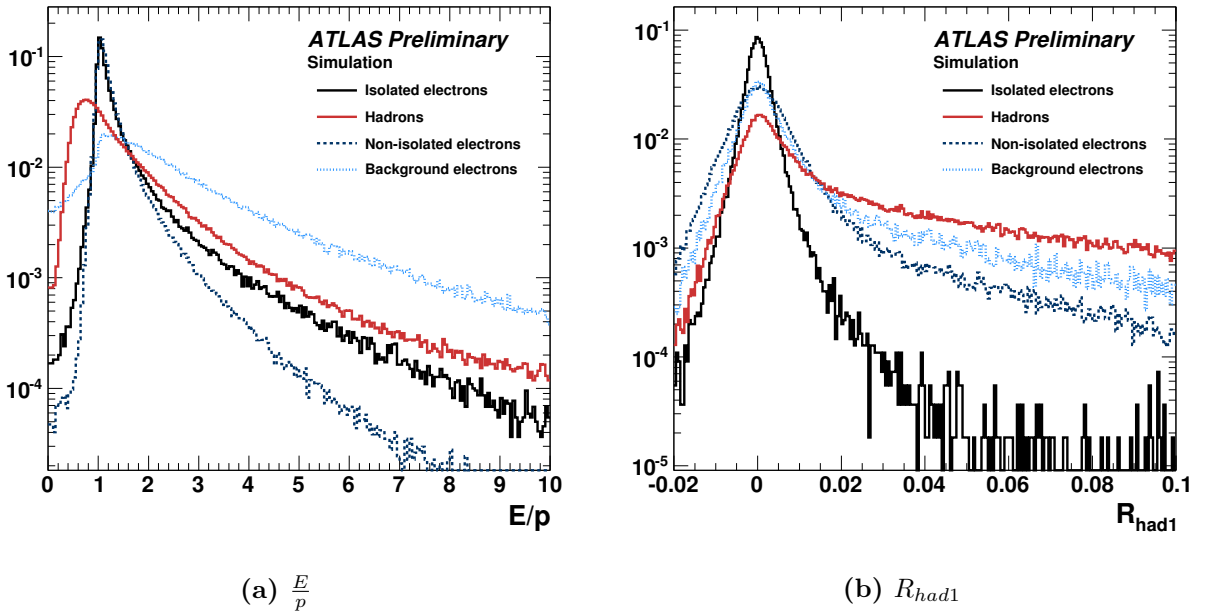 ATLAS Preliminary
Simulation
Isolated electrons
Hadrons
Non-isolated electrons
Background electrons
10⁻¹
10⁻²
10⁻³
10⁻⁴
0 1 2 3 4 5 6 7 8 9 10
E/p
(a) E/p
ATLAS Preliminary
Simulation
Isolated electrons
Hadrons
Non-isolated electrons
Background electrons
10⁻¹
10⁻²
10⁻³
10⁻⁴
10⁻⁵
-0.02 0 0.02 0.04 0.06 0.08 0.1
R_had1
(b) R_had1